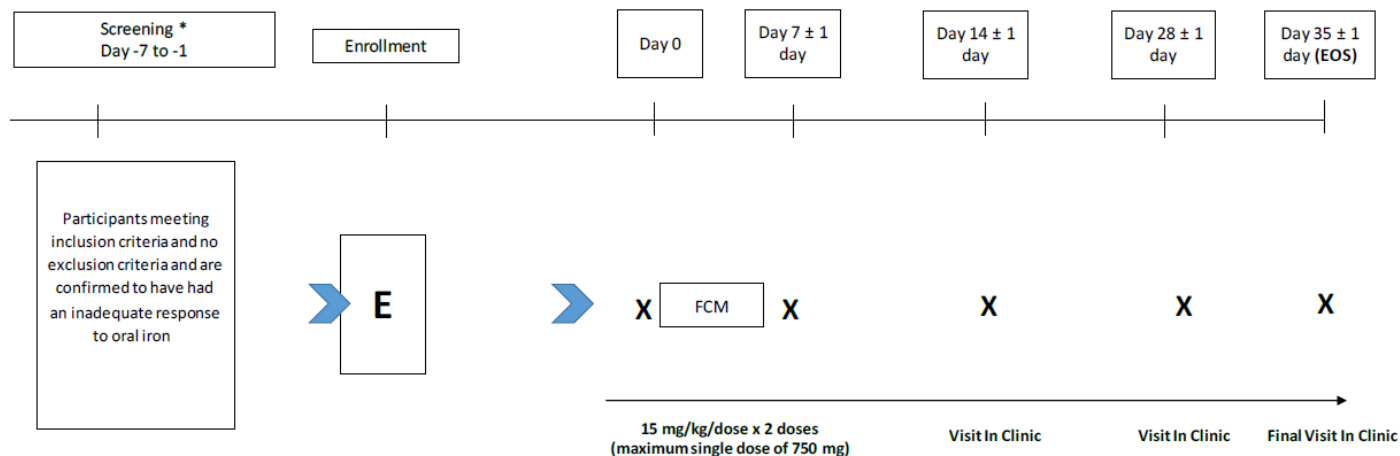 Screening *
Day -7 to -1
Enrollment
Day 0
Day 7 ± 1
day
Day 14 ± 1
day
Day 28 ± 1
day
Day 35 ± 1
day (EOS)
Participants meeting
inclusion criteria and no
exclusion criteria and are
confirmed to have had
an inadequate response
to oral iron
E
X
FCM
X
X
X
X
15 mg/kg/dose x 2 doses
(maximum single dose of 750 mg)
Visit In Clinic
Visit In Clinic
Final Visit In Clinic